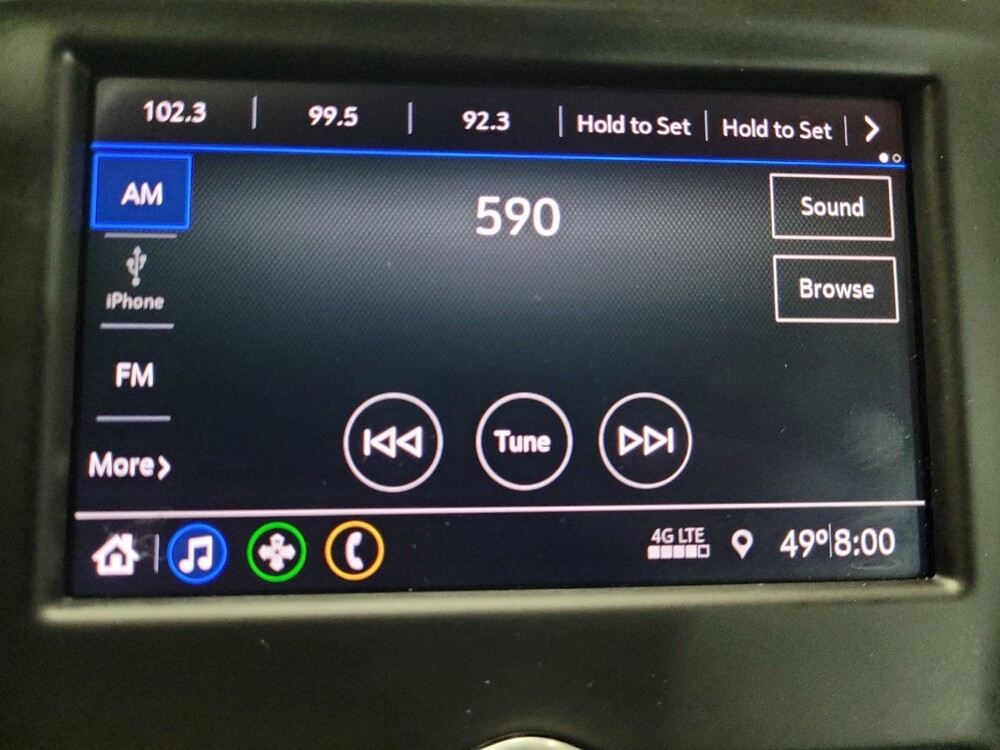 102.3 | 99.5 | 92.3 | Hold to Set | Hold to Set
AM
590
Sound
iPhone
Browse
FM
Tune
More
4G LTE
49° 8:00